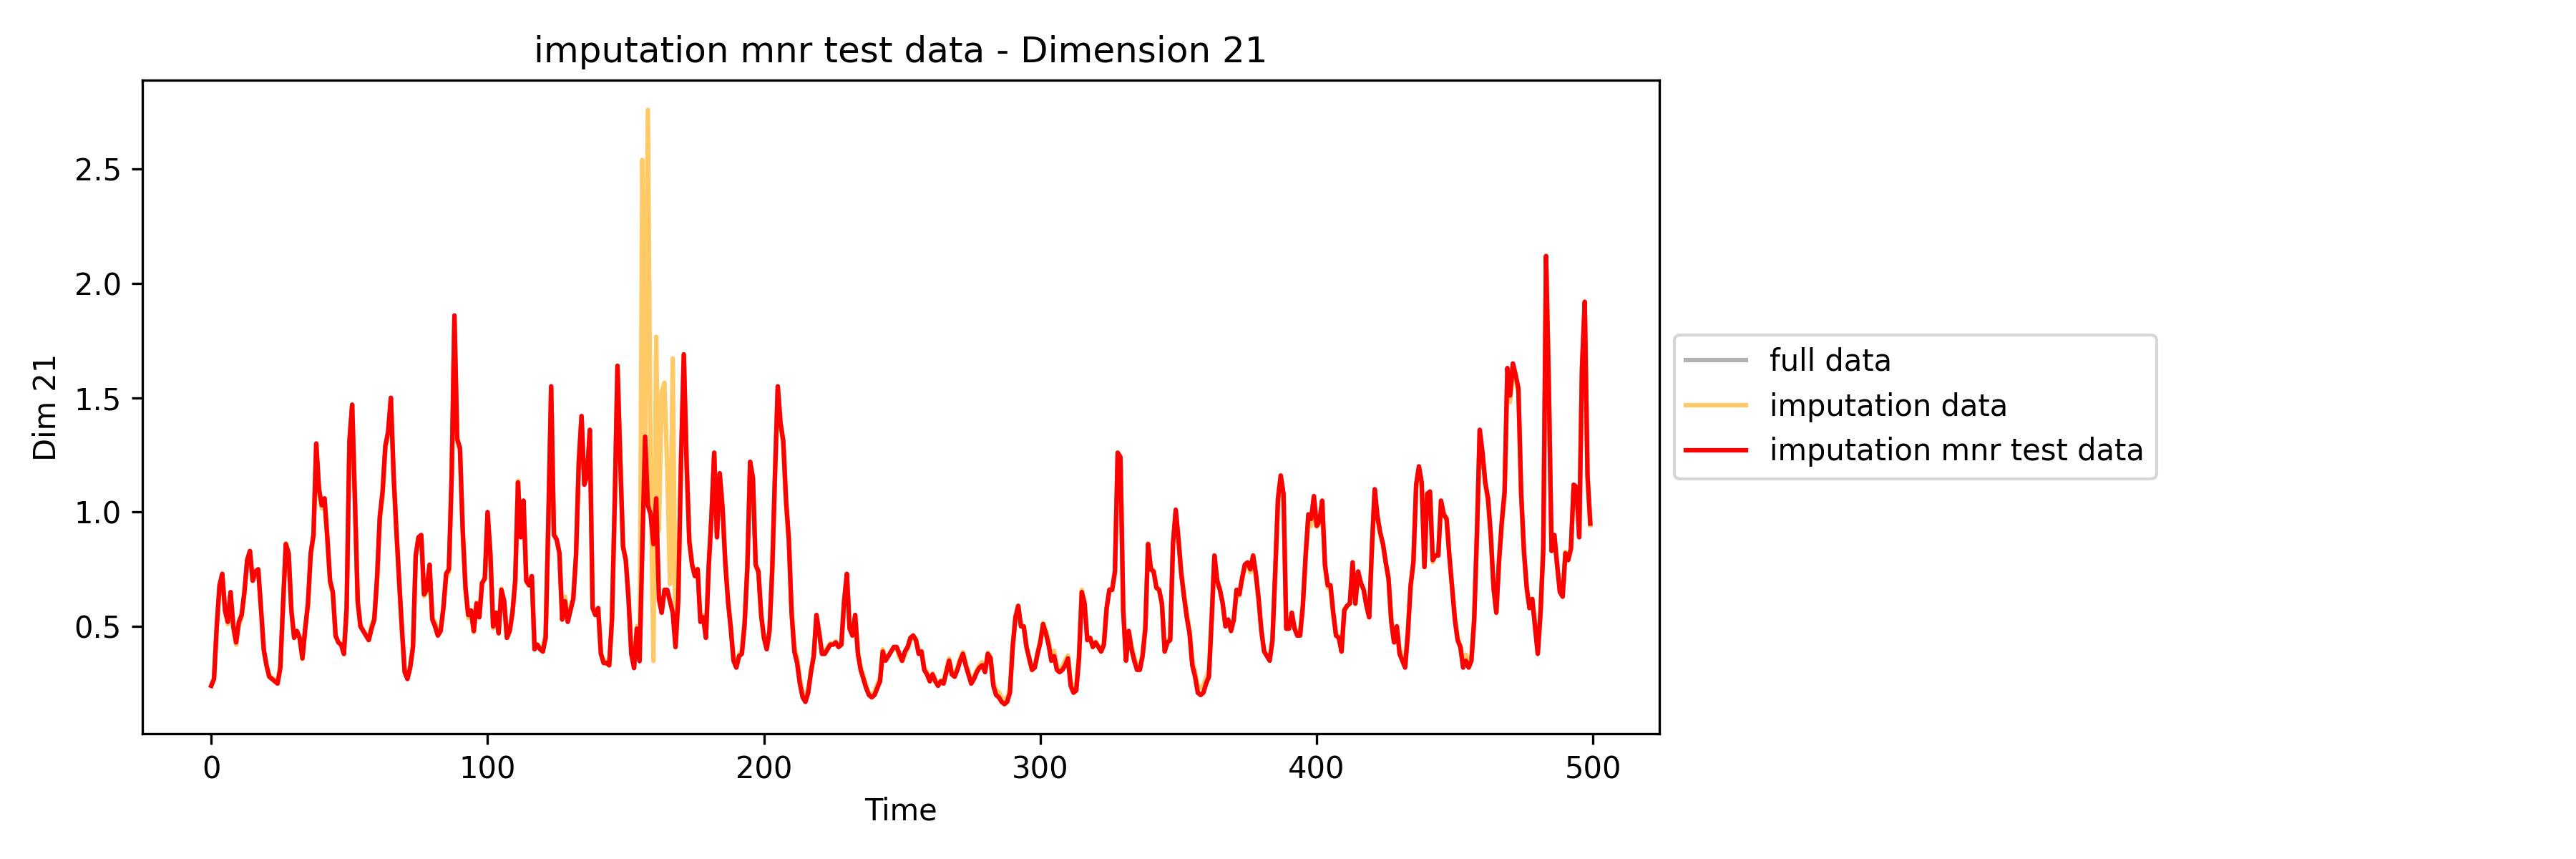 imputation mnr test data - Dimension 21
2.5
2.0
1.5
1.0
0.5
Dim 21
0 100 200 300 400 500
Time
full data
imputation data
imputation mnr test data